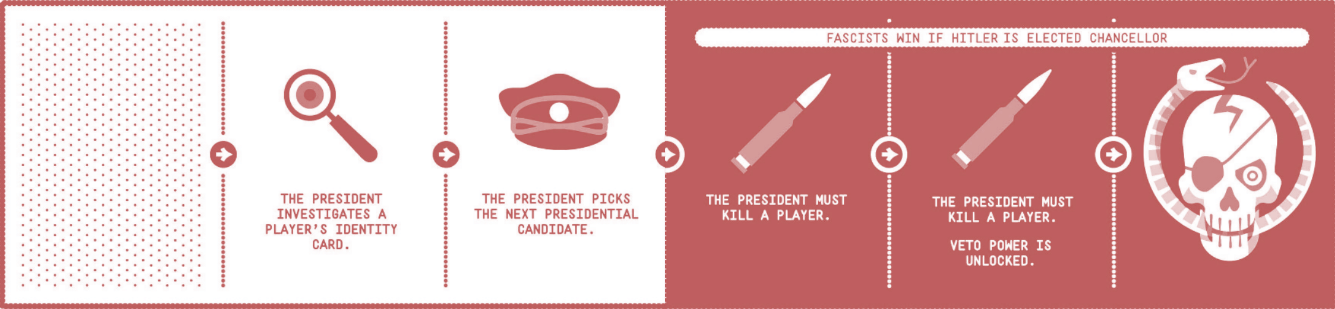 FASCISTS WIN IF HITLER IS ELECTED CHANCELLOR
THE PRESIDENT
INVESTIGATES A
PLAYER'S IDENTITY
CARD.
THE PRESIDENT PICKS
THE NEXT PRESIDENTIAL
CANDIDATE.
THE PRESIDENT MUST
KILL A PLAYER.
THE PRESIDENT MUST
KILL A PLAYER.
VETO POWER IS
UNLOCKED.